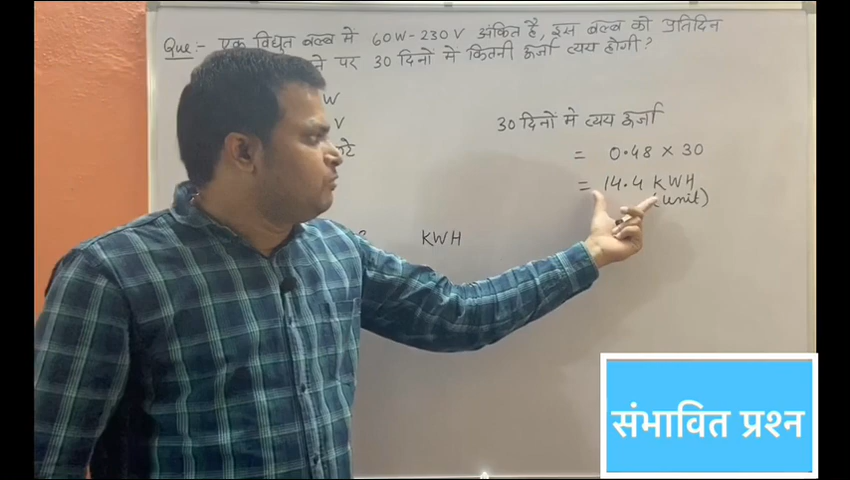 Que:- एक विद्युत बल्ब में 60W-230V अंकित है, इस बल्ब को प्रतिदिन
ने पर 30 दिनों में कितनी ऊर्जा व्यय होगी?
W
V
30 दिनों में व्यय ऊर्जा
= 0.48 × 30
= 14.4 KWH
(unit)
KWH
संभावित प्रश्न